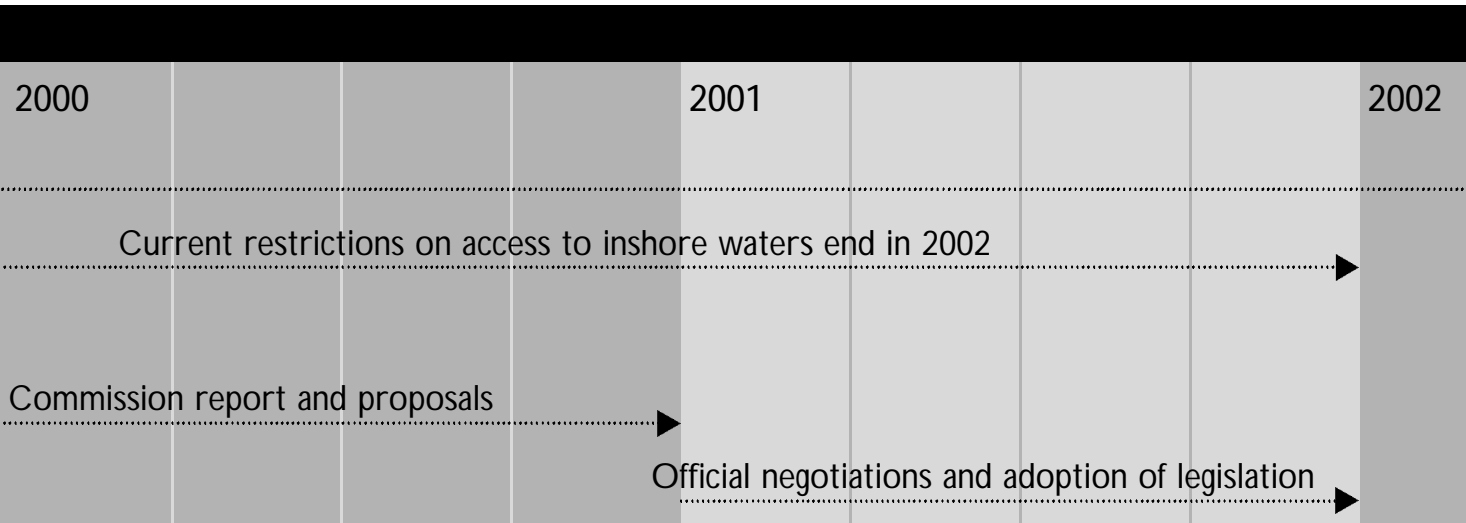 2000 2001 2002
Current restrictions on access to inshore waters end in 2002
Commission report and proposals
Official negotiations and adoption of legislation